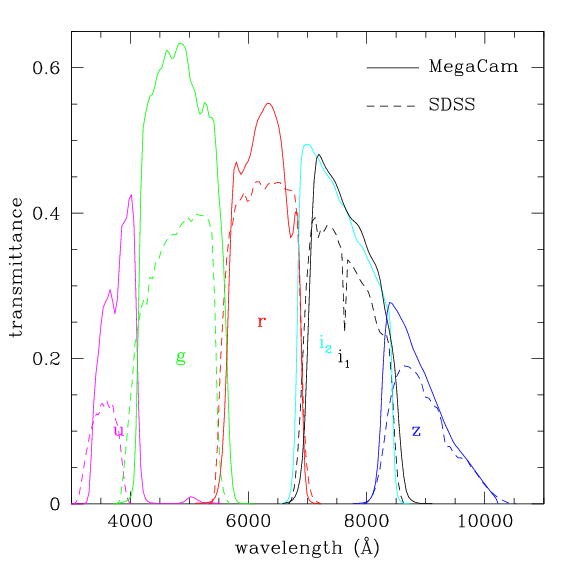 0.6
MegaCam
SDSS
0.4
transmittance
r
i₂
i₁
g
0.2
u
z
0
4000 6000 8000 10000
wavelength (Å)